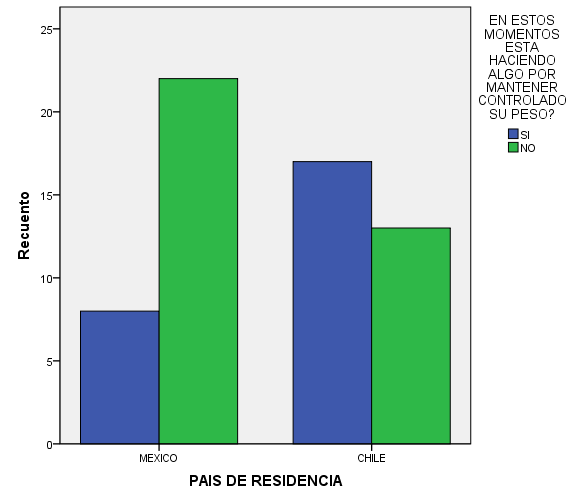 EN ESTOS
MOMENTOS
ESTA
HACIENDO
ALGO POR
MANTENER
CONTROLADO
SU PESO?
SI
NO
25
20
15
10
5
0
Recuento
MEXICO
CHILE
PAIS DE RESIDENCIA